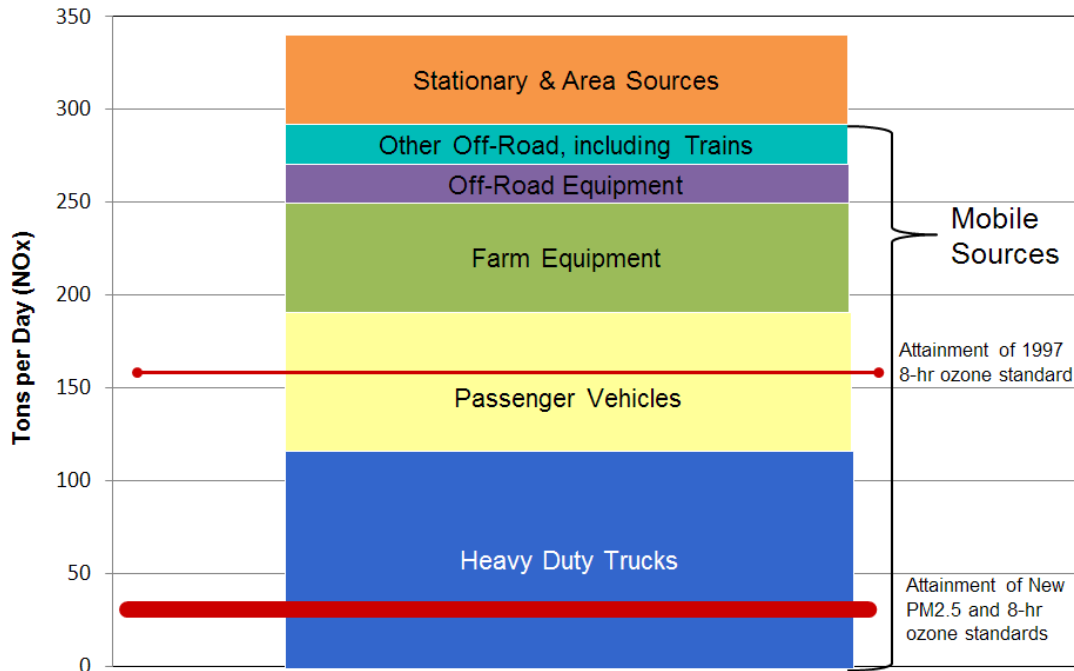 350
300
250
200
150
100
50
0
Tons per Day (NOx)
Stationary & Area Sources
Other Off-Road, including Trains
Off-Road Equipment
Farm Equipment
Passenger Vehicles
Heavy Duty Trucks
Mobile
Sources
Attainment of 1997
8-hr ozone standard
Attainment of New
PM2.5 and 8-hr
ozone standards